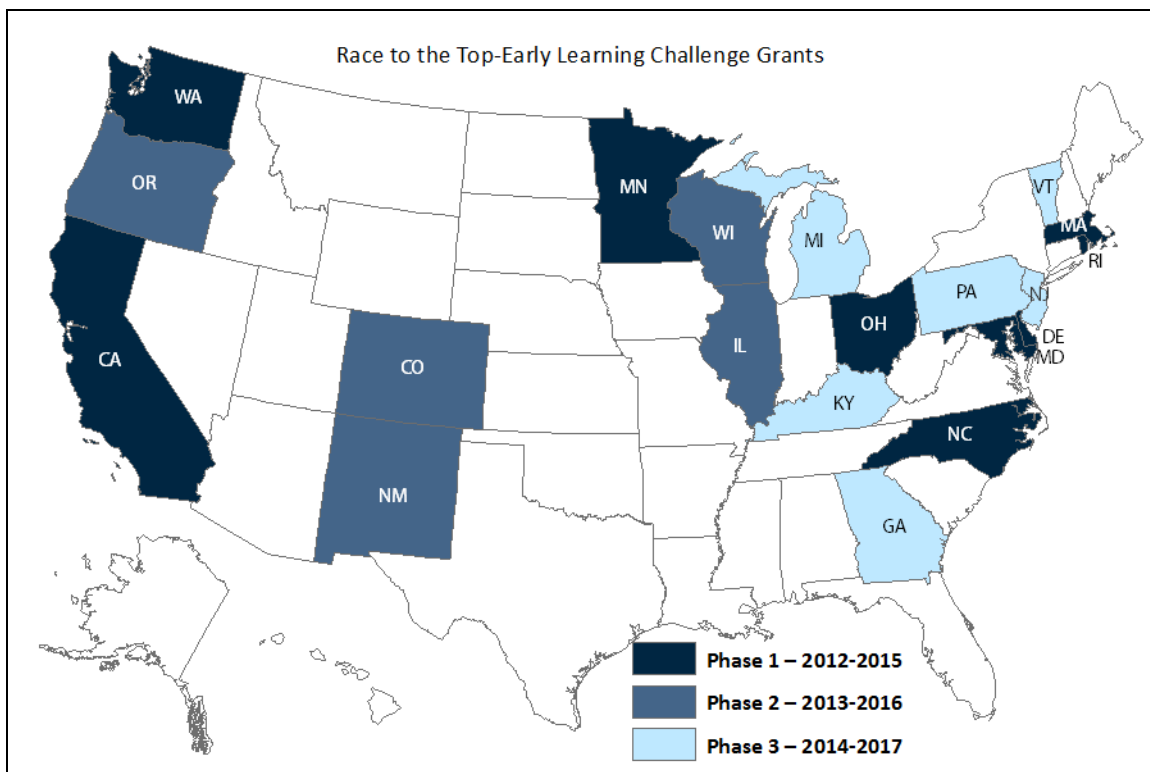 Race to the Top-Early Learning Challenge Grants
WA
OR
MN
VT
WI
MI
MA
RI
PA
NJ
OH
DE
MD
CA
CO
IL
KY
NC
NM
GA
Phase 1 – 2012-2015
Phase 2 – 2013-2016
Phase 3 – 2014-2017